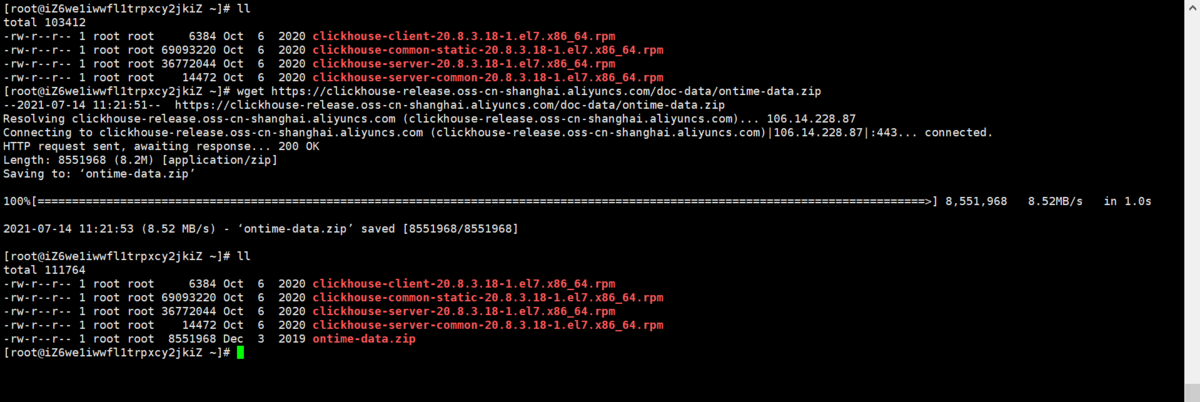 [root@iZ6we1iwwfl1trpxcy2jkiZ ~]# ll
total 103412
-rw-r--r-- 1 root root     6384 Oct  6  2020 clickhouse-client-20.8.3.18-1.el7.x86_64.rpm
-rw-r--r-- 1 root root 69093220 Oct  6  2020 clickhouse-common-static-20.8.3.18-1.el7.x86_64.rpm
-rw-r--r-- 1 root root 36772044 Oct  6  2020 clickhouse-server-20.8.3.18-1.el7.x86_64.rpm
-rw-r--r-- 1 root root    14472 Oct  6  2020 clickhouse-server-common-20.8.3.18-1.el7.x86_64.rpm
[root@iZ6we1iwwfl1trpxcy2jkiZ ~]# wget https://clickhouse-release.oss-cn-shanghai.aliyuncs.com/doc-data/ontime-data.zip
--2021-07-14 11:21:51--  https://clickhouse-release.oss-cn-shanghai.aliyuncs.com/doc-data/ontime-data.zip
Resolving clickhouse-release.oss-cn-shanghai.aliyuncs.com (clickhouse-release.oss-cn-shanghai.aliyuncs.com)... 106.14.228.87
Connecting to clickhouse-release.oss-cn-shanghai.aliyuncs.com (clickhouse-release.oss-cn-shanghai.aliyuncs.com)|106.14.228.87|:443... connected.
HTTP request sent, awaiting response... 200 OK
Length: 8551968 (8.2M) [application/zip]
Saving to: ‘ontime-data.zip’
100%[=================================================================================================================================>] 8,551,968   8.52MB/s   in 1.0s
2021-07-14 11:21:53 (8.52 MB/s) - ‘ontime-data.zip’ saved [8551968/8551968]
[root@iZ6we1iwwfl1trpxcy2jkiZ ~]# ll
total 111764
-rw-r--r-- 1 root root     6384 Oct  6  2020 clickhouse-client-20.8.3.18-1.el7.x86_64.rpm
-rw-r--r-- 1 root root 69093220 Oct  6  2020 clickhouse-common-static-20.8.3.18-1.el7.x86_64.rpm
-rw-r--r-- 1 root root 36772044 Oct  6  2020 clickhouse-server-20.8.3.18-1.el7.x86_64.rpm
-rw-r--r-- 1 root root    14472 Oct  6  2020 clickhouse-server-common-20.8.3.18-1.el7.x86_64.rpm
-rw-r--r-- 1 root root  8551968 Dec  3  2019 ontime-data.zip
[root@iZ6we1iwwfl1trpxcy2jkiZ ~]#